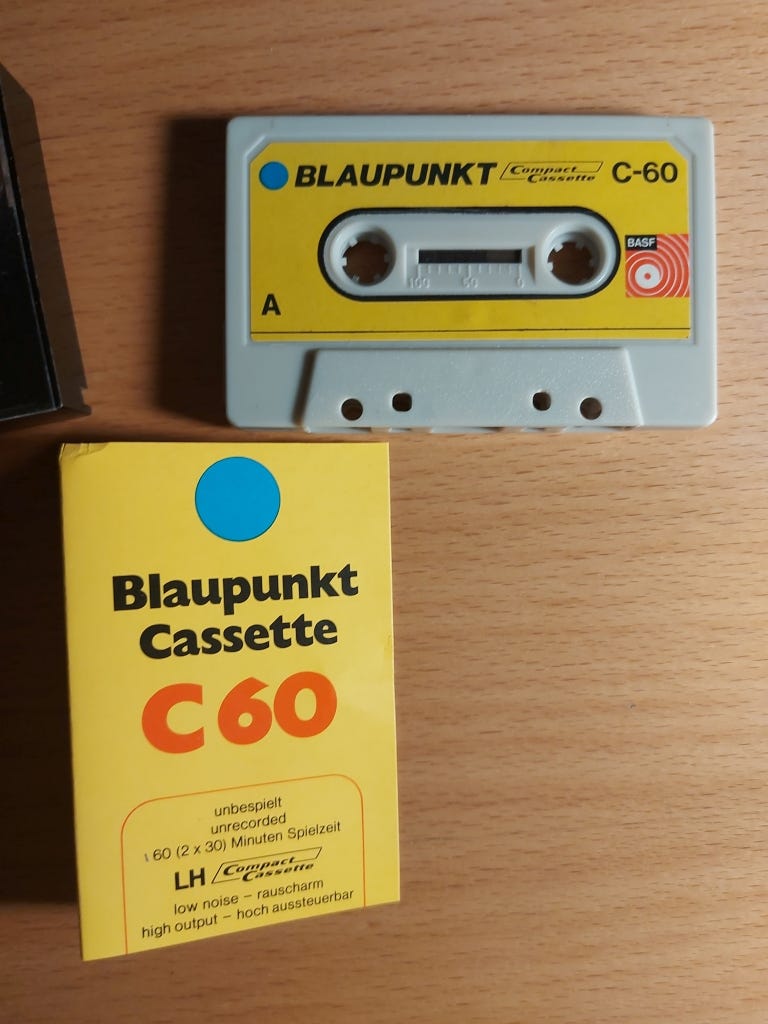 BLAUPUNKT Compact Cassette C-60
BASF
100 50 0
A
Blaupunkt
Cassette
C60
unbespielt
unrecorded
60 (2 x 30) Minuten Spielzeit
LH Compact Cassette
low noise – rauscharm
high output – hoch aussteuerbar